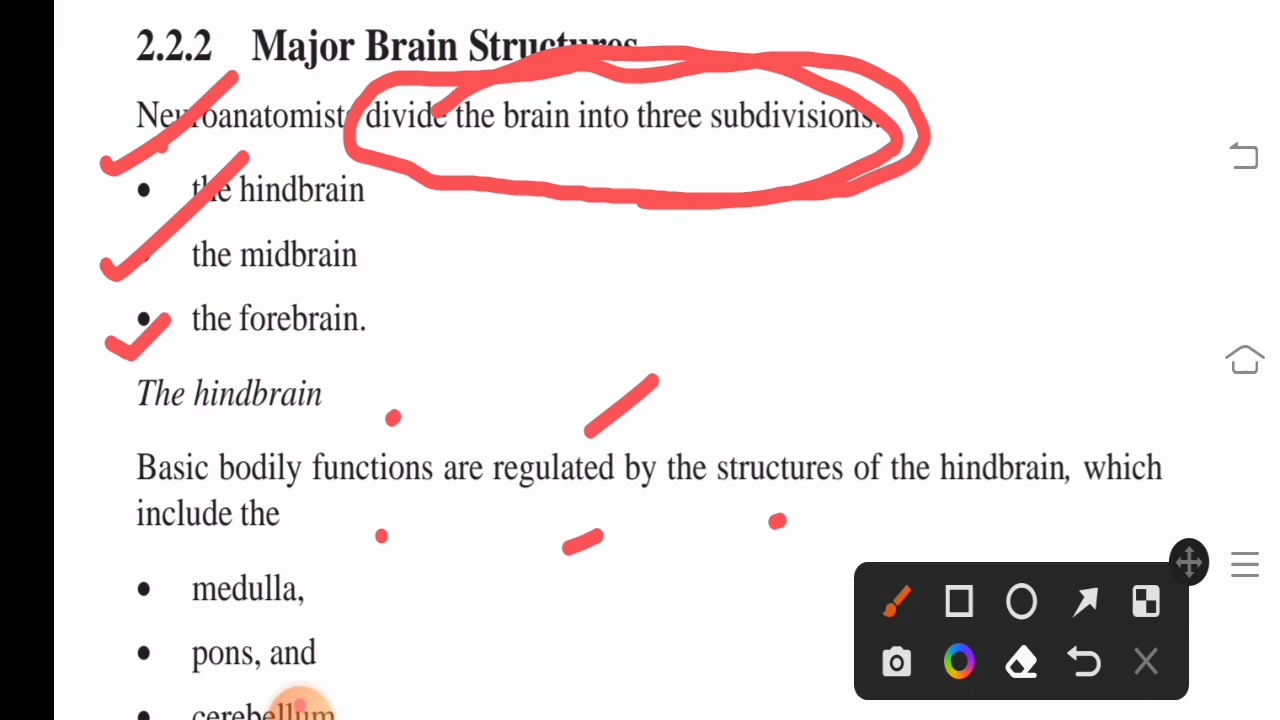 2.2.2 Major Brain Structures
Neuroanatomists divide the brain into three subdivisions:
• the hindbrain
• the midbrain
• the forebrain.
The hindbrain
Basic bodily functions are regulated by the structures of the hindbrain, which
include the
• medulla,
• pons, and
• cerebellum